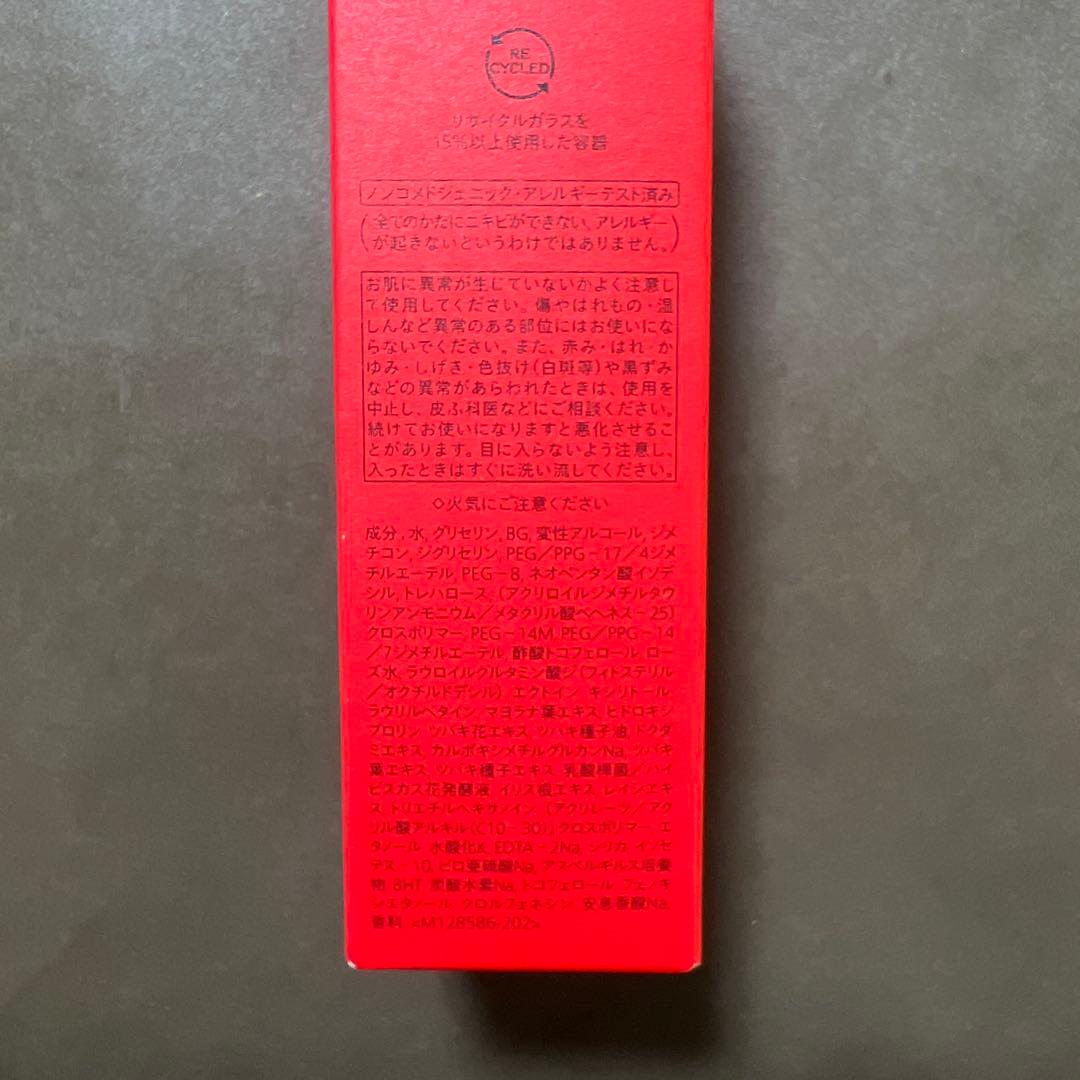 RE
CYCLED
リサイクルガラスを
15%以上使用した容器
ノンコメドジェニック・アレルギーテスト済み
(全てのかたにニキビができない、アレルギー
が起きないというわけではありません。)
お肌に異常が生じていないかよく注意し
て使用してください。傷やはれもの・湿
しんなど異常のある部位にはお使いにな
らないでください。また、赤み・はれ・か
ゆみ・しげき・色抜け(白斑等)や黒ずみ
などの異常があらわれたときは、使用を
中止し、皮ふ科医などにご相談ください。
続けてお使いになりますと悪化させるこ
とがあります。目に入らないよう注意し、
入ったときはすぐに洗い流してください。
◇火気にご注意ください
成分:水,グリセリン,BG,変性アルコール,ジメ
チコン,ジグリセリン,PEG/PPG-17/4ジメ
チルエーテル,PEG-8,ネオペンタン酸イソデ
シル,トレハロース,(アクリロイルジメチルタウ
リンアンモニウム/メタクリル酸ベヘネス-25)
クロスポリマー,PEG-14M,PEG/PPG-14
/7ジメチルエーテル,酢酸トコフェロール,ロー
ズ水,ラウロイルグルタミン酸ジ(フィトステリル
/オクチルドデシル),エクトイン,キシリトール,
ラウリルベタイン,マヨラナ葉エキス,ヒドロキシ
プロリン,ツバキ花エキス,ツバキ種子油,ドクダ
ミエキス,カルボキシメチルグルカンNa,ツバキ
葉エキス,ツバキ種子エキス,乳酸桿菌/ハイ
ビスカス花発酵液,イリス根エキス,レイシエキ
ス,トリエチルヘキサノイン,(アクリレーツ/アク
リル酸アルキル(C10-30))クロスポリマー,エ
タノール,水酸化K,EDTA-2Na,シリカ,イソセ
テス-10,ピロ亜硫酸Na,アスペルギルス培養
物,BHT,炭酸水素Na,トコフェロール,フェノキ
シエタノール,クロルフェネシン,安息香酸Na,
香料 <M128586-202>